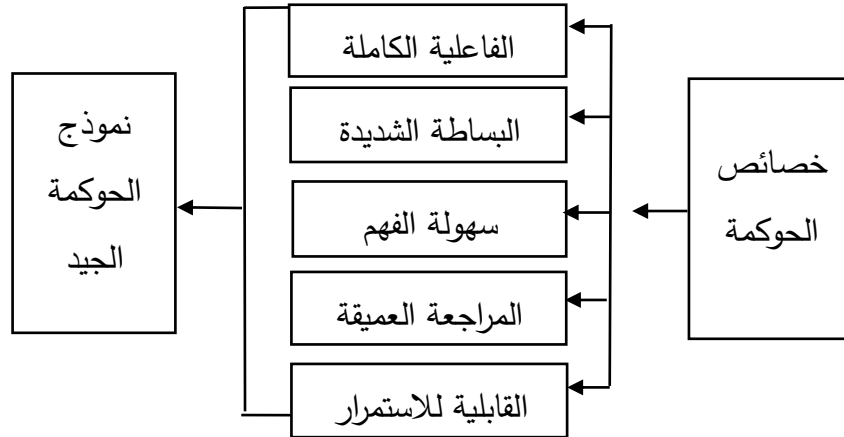 خصائص
الحوكمة
الفاعلية الكاملة
البساطة الشديدة
سهولة الفهم
المراجعة العميقة
القابلية للاستمرار
نموذج
الحوكمة
الجيد